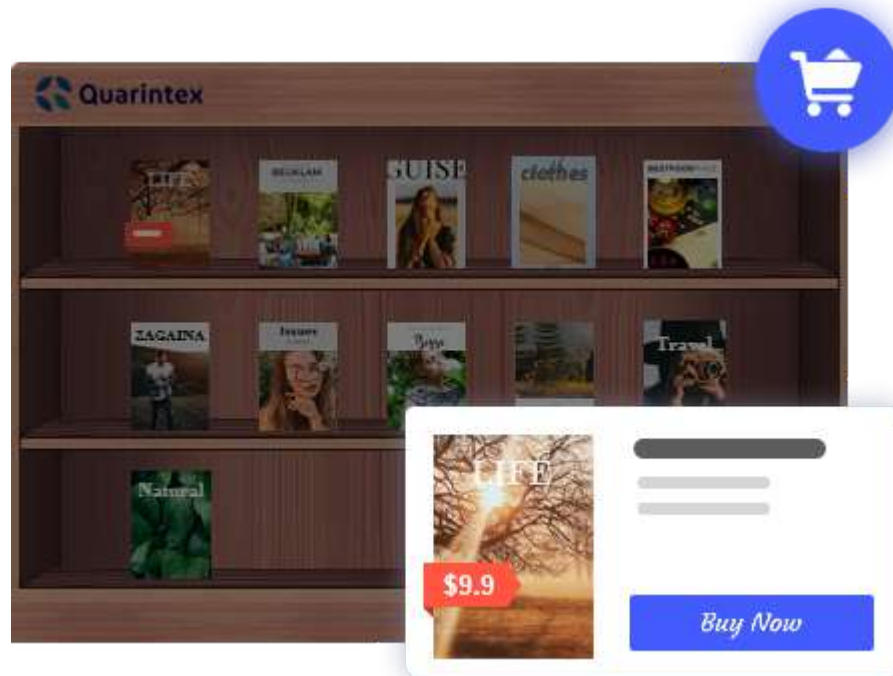 Quarintex
LIFE
GUISE
clothes
ZAGAINA
Issues
Travel
Natural
LIFE
$9.9
Buy Now